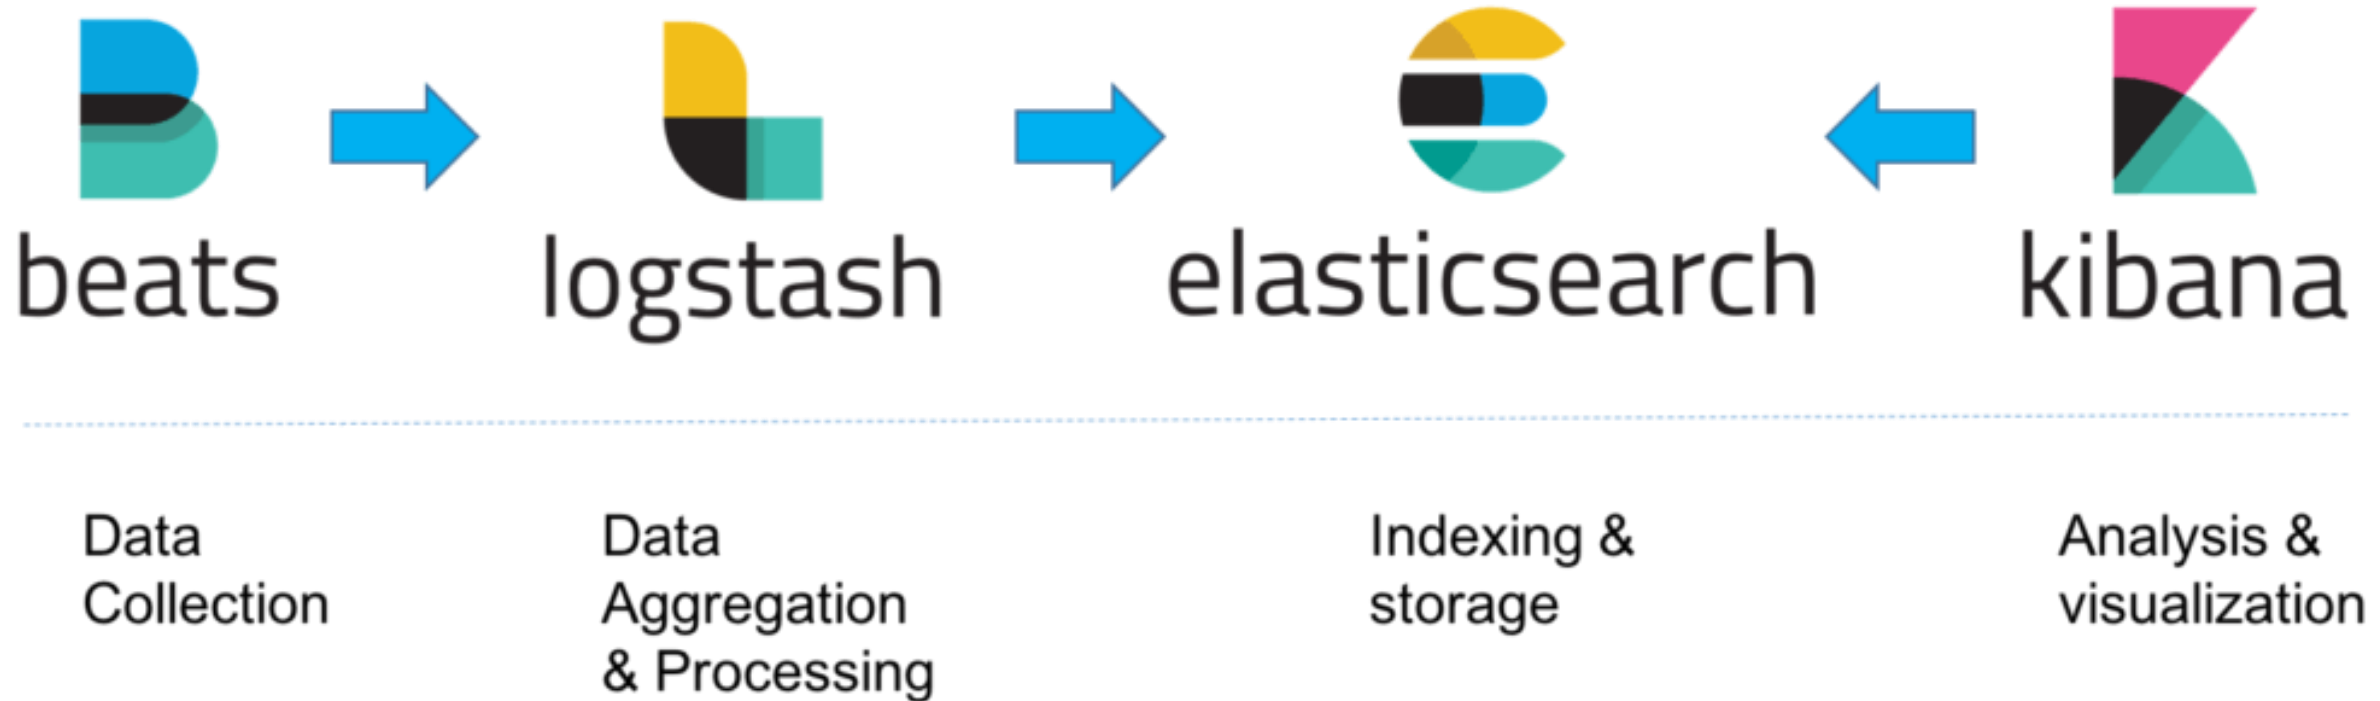 beats
logstash
elasticsearch
kibana
Data
Collection
Data
Aggregation
& Processing
Indexing &
storage
Analysis &
visualization